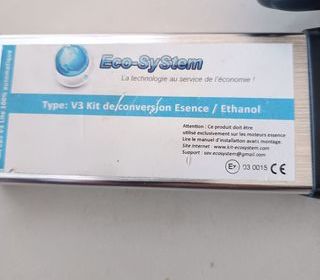 Eco-SyStem
La technologie au service de l'économie !
Type: V3 Kit de conversion Esence / Ethanol
Attention : Ce produit doit être
utilisé exclusivement sur les moteurs essence
Lire le manuel d'installation avant montage
Site Internet : www.kit-ecosystem.com
Support : sav.ecosystem@gmail.com
03 0015 CE
100% automatique